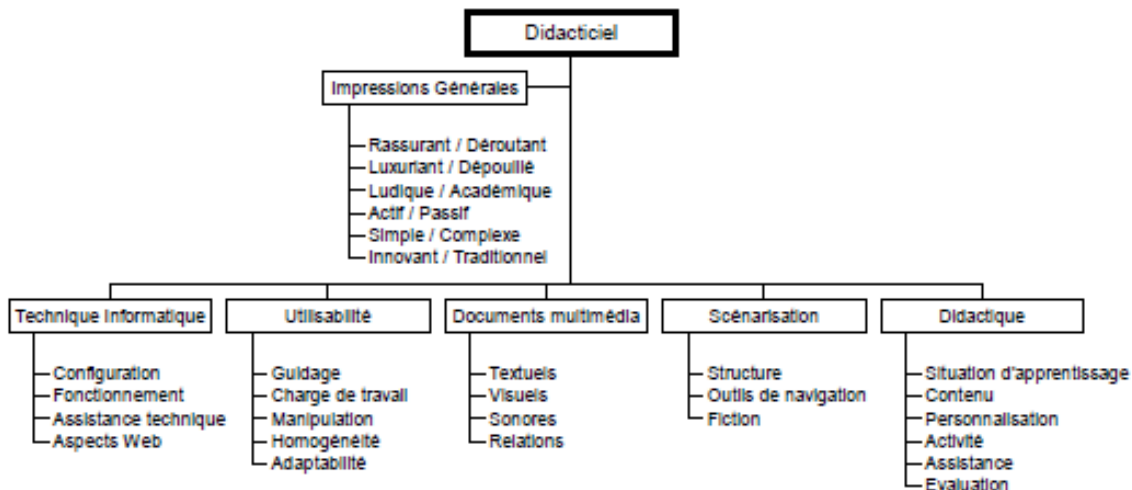 Didacticiel
Impressions Générales
Rassurant / Déroutant
Luxuriant / Dépouillé
Ludique / Académique
Actif / Passif
Simple / Complexe
Innovant / Traditionnel
Technique Informatique
Utilisabilité
Documents multimédia
Scénarisation
Didactique
Configuration
Fonctionnement
Assistance technique
Aspects Web
Guidage
Charge de travail
Manipulation
Homogénéité
Adaptabilité
Textuels
Visuels
Sonores
Relations
Structure
Outils de navigation
Fiction
Situation d'apprentissage
Contenu
Personnalisation
Activité
Assistance
Evaluation